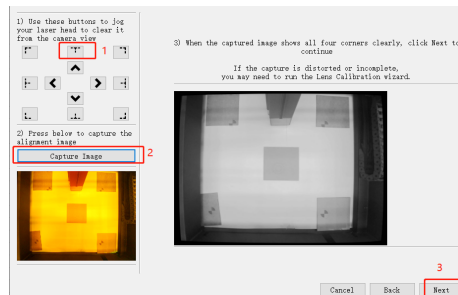 1) Use these buttons to jog
your laser head to clear it
from the camera view
1
2) Press below to capture the
alignment image
Capture Image
2
3) When the captured image shows all four corners clearly, click Next to
continue
If the capture is distorted or incomplete,
you may need to run the Lens Calibration wizard.
3
Cancel
Back
Next